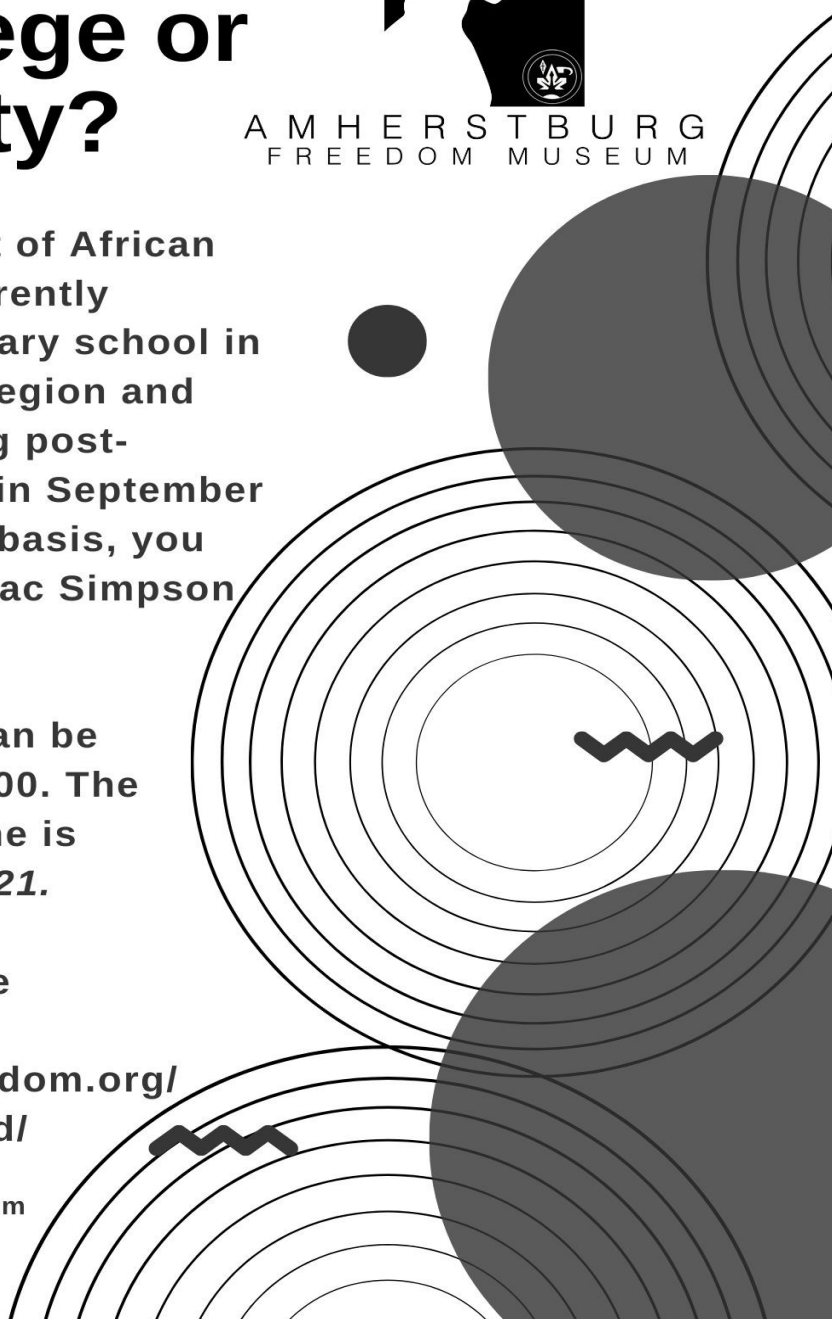 ege or
ty?
AMHERSTBURG
FREEDOM MUSEUM
t of African
rently
ary school in
egion and
g post-
in September
basis, you
ac Simpson
an be
00. The
ne is
21.
e
dom.org/
d/
m